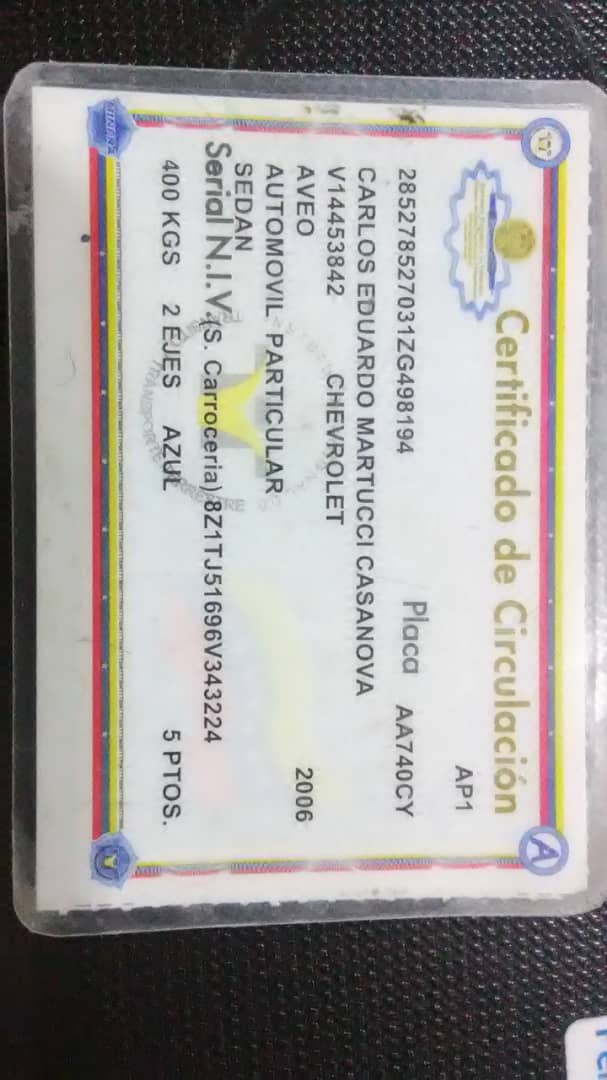 Certificado de Circulación
AP1
285278527031ZG498194 Placa AA740CY
CARLOS EDUARDO MARTUCCI CASANOVA
V14453842 CHEVROLET
AVEO 2006
AUTOMOVIL PARTICULAR
SEDAN
Serial N.I.V. (S. Carroceria) 8Z1TJ51696V343224
400 KGS 2 EJES AZUL 5 PTOS.
TRANSPORTE TERRESTRE
A